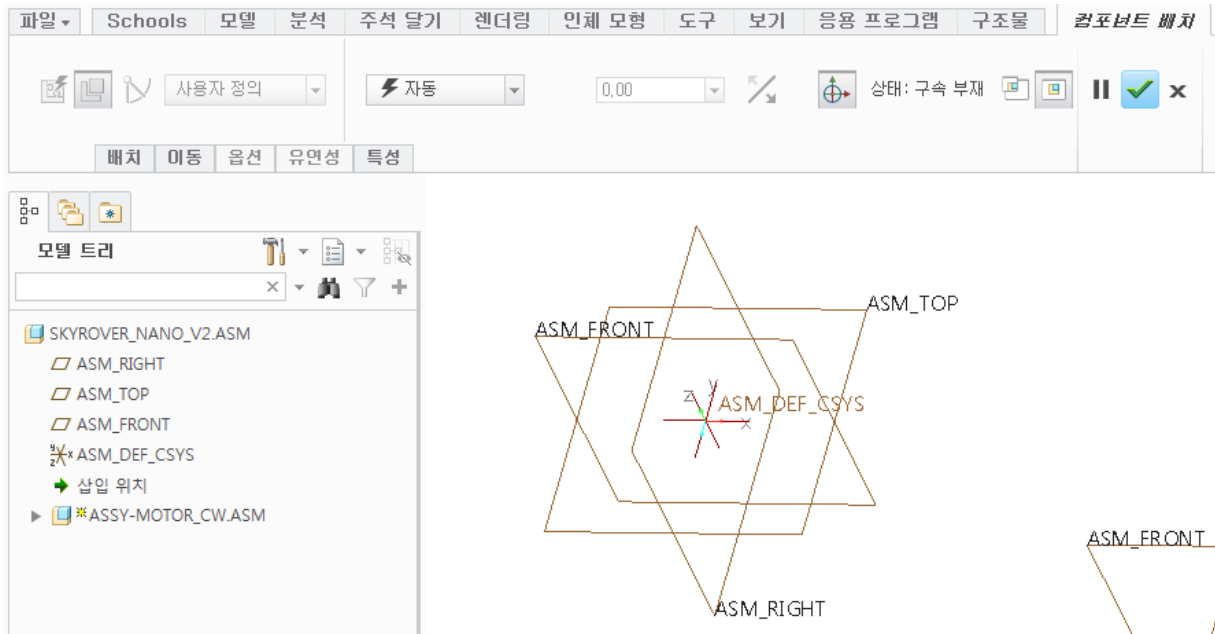 파일 Schools 모델 분석 주석 달기 렌더링 인체 모형 도구 보기 응용 프로그램 구조물 컴포넌트 배치
사용자 정의 자동 0.00 상태: 구속 부재
배치 이동 옵션 유연성 특성
모델 트리
SKYROVER_NANO_V2.ASM
ASM_RIGHT
ASM_TOP
ASM_FRONT
ASM_DEF_CSYS
삽입 위치
ASSY-MOTOR_CW.ASM
ASM_TOP
ASM_FRONT
z y
ASM_DEF_CSYS
x
ASM_FRONT
ASM_RIGHT